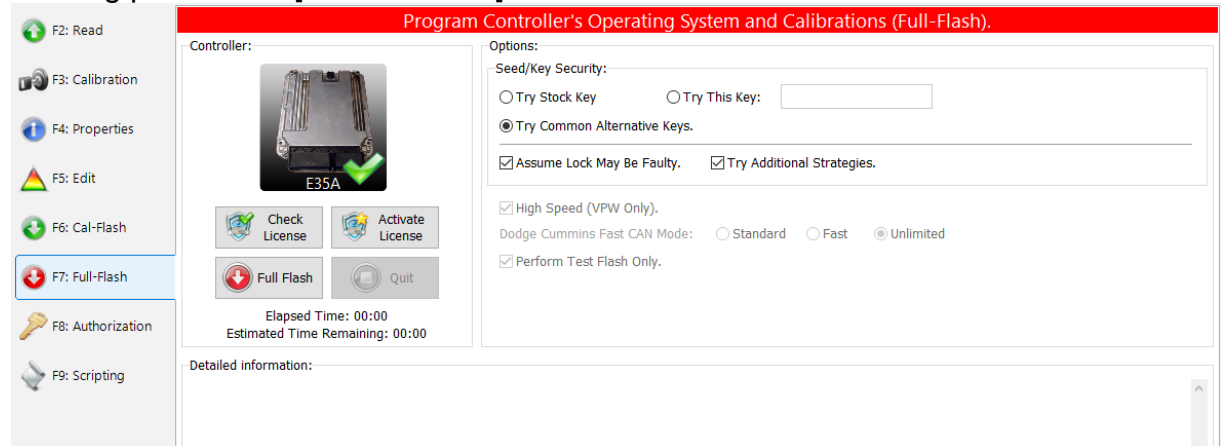 Program Controller's Operating System and Calibrations (Full-Flash).
F2: Read
F3: Calibration
F4: Properties
F5: Edit
F6: Cal-Flash
F7: Full-Flash
F8: Authorization
F9: Scripting
Controller:
E35A
Check License
Activate License
Full Flash
Quit
Elapsed Time: 00:00
Estimated Time Remaining: 00:00
Options:
Seed/Key Security:
Try Stock Key
Try This Key:
Try Common Alternative Keys.
Assume Lock May Be Faulty.
Try Additional Strategies.
High Speed (VPW Only).
Dodge Cummins Fast CAN Mode:
Standard
Fast
Unlimited
Perform Test Flash Only.
Detailed information: